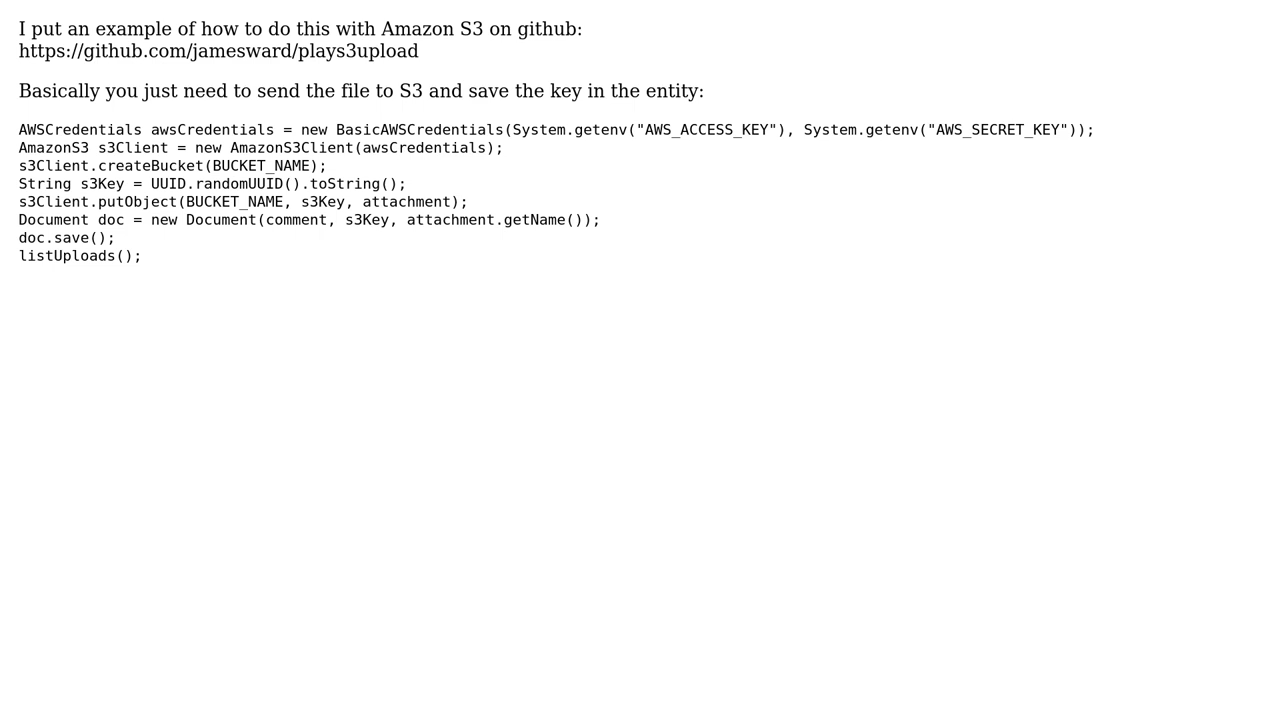 I put an example of how to do this with Amazon S3 on github:
https://github.com/jamesward/plays3upload
Basically you just need to send the file to S3 and save the key in the entity:
AWSCredentials awsCredentials = new BasicAWSCredentials(System.getenv("AWS_ACCESS_KEY"), System.getenv("AWS_SECRET_KEY"));
AmazonS3 s3Client = new AmazonS3Client(awsCredentials);
s3Client.createBucket(BUCKET_NAME);
String s3Key = UUID.randomUUID().toString();
s3Client.putObject(BUCKET_NAME, s3Key, attachment);
Document doc = new Document(comment, s3Key, attachment.getName());
doc.save();
listUploads();